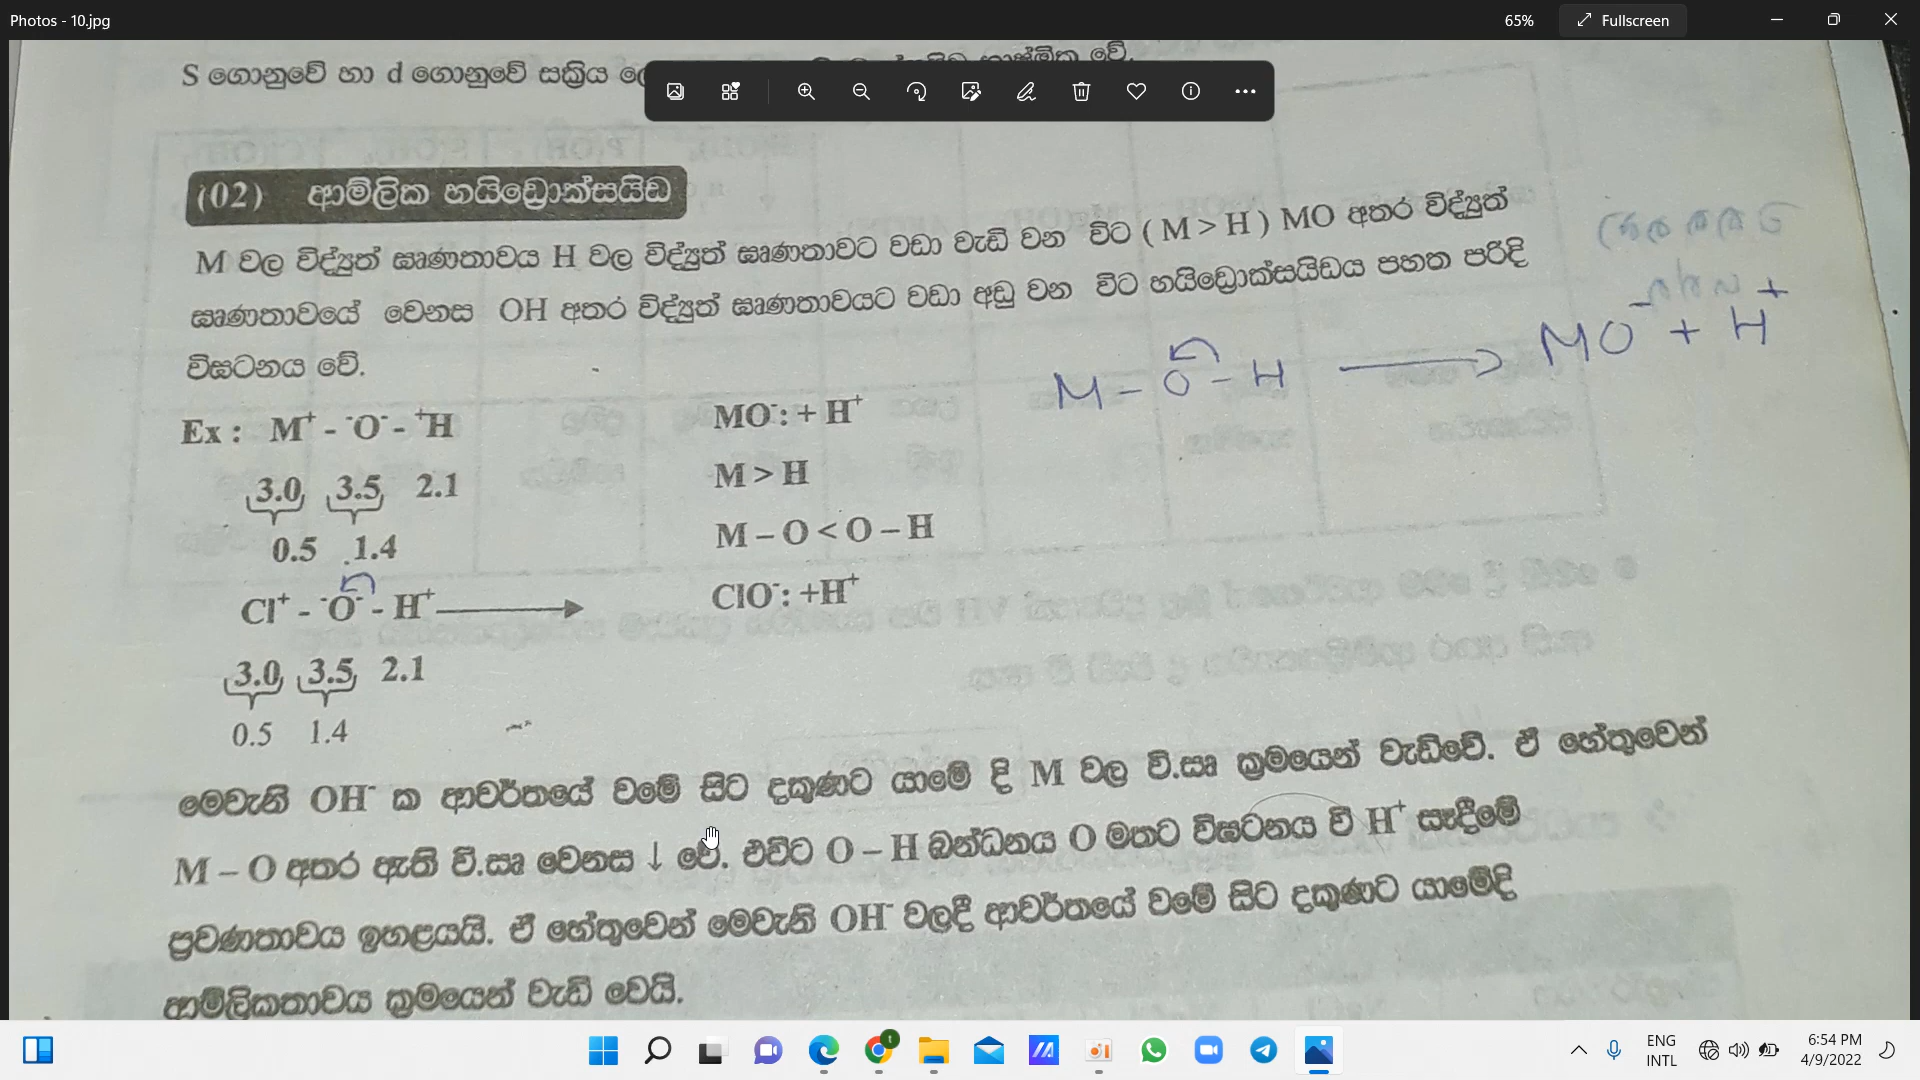 Photos - 10.jpg
65%
Fullscreen
S ගොනුවේ හා d ගොනුවේ සක්‍රිය
(02) ආම්ලික හයිඩ්‍රොක්සයිඩ
M වල විද්‍යුත් ඍණතාවය H වල විද්‍යුත් ඍණතාවට වඩා වැඩි වන විට ( M > H ) MO අතර විද්‍යුත්
ඍණතාවයේ වෙනස OH අතර විද්‍යුත් ඍණතාවයට වඩා අඩු වන විට හයිඩ්‍රොක්සයිඩය පහත පරිදි
විඝටනය වේ.
M – O – H → MO⁻ + H⁺
Ex : M⁺ - ⁻O⁻ - ⁺H MO⁻: + H⁺
3.0 3.5 2.1 M > H
0.5 1.4 M – O < O – H
Cl⁺ - ⁻O⁻ - H⁺ → ClO⁻: +H⁺
3.0 3.5 2.1
0.5 1.4
මෙවැනි OH⁻ ක ආවර්තයේ වමේ සිට දකුණට යාමේ දි M වල වි.ඍ ක්‍රමයෙන් වැඩිවේ. ඒ හේතුවෙන්
M – O අතර ඇති වි.ඍ වෙනස ↓ වේ. එවිට O – H බන්ධනය O මතට විඝටනය වී H⁺ සෑදීමේ
ප්‍රවණතාවය ඉහළයයි. ඒ හේතුවෙන් මෙවැනි OH⁻ වලදී ආවර්තයේ වමේ සිට දකුණට යාමේදි
ආම්ලිකතාවය ක්‍රමයෙන් වැඩි වෙයි.
ENG
INTL
6:54 PM
4/9/2022